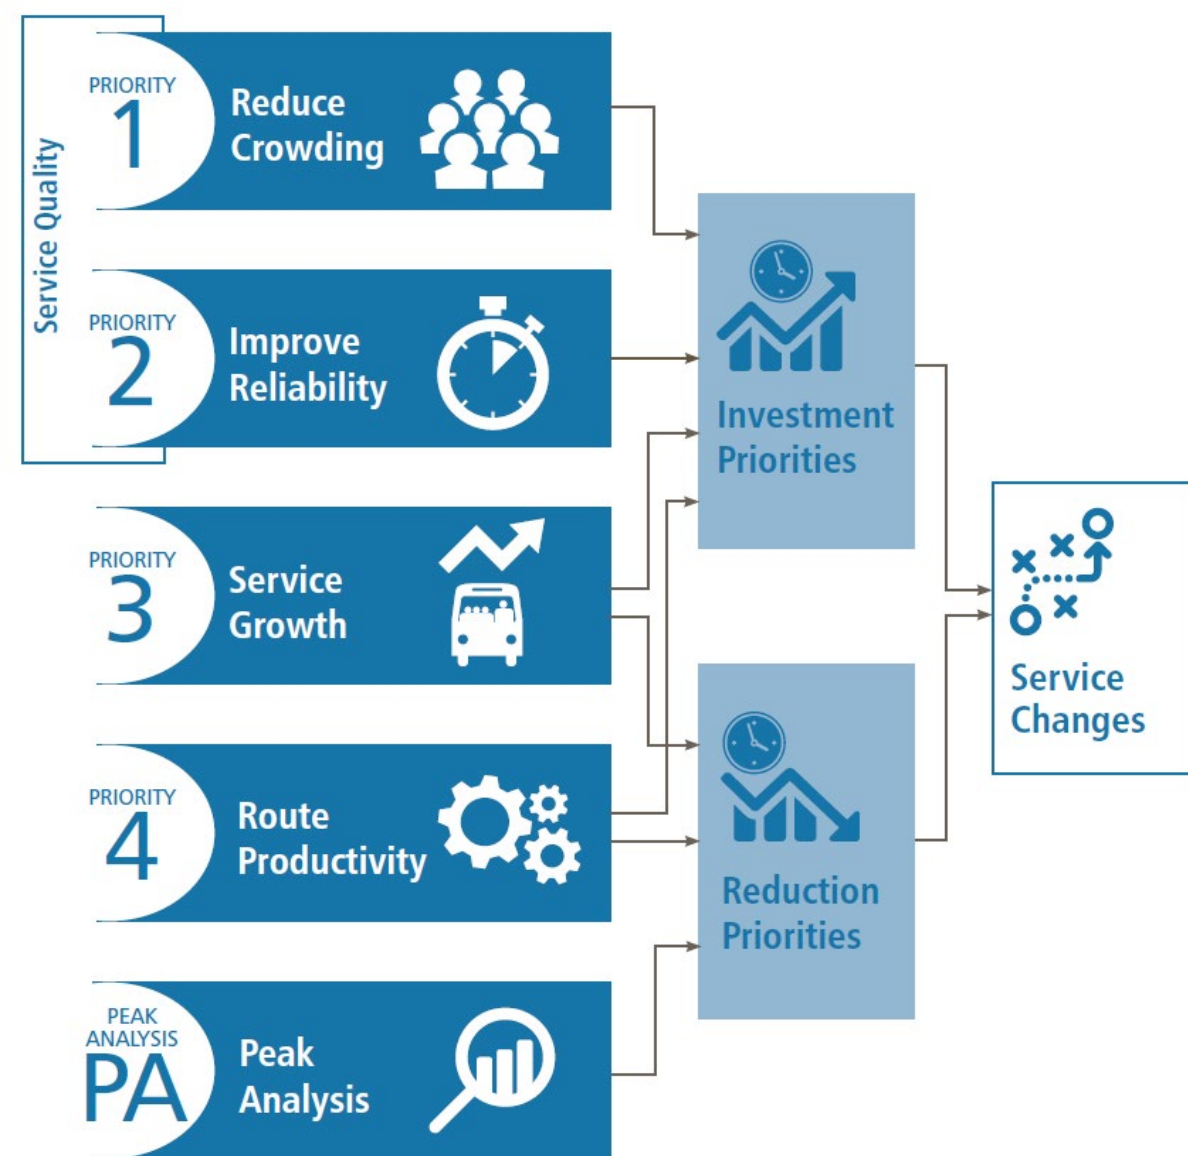 Service Quality
PRIORITY
1
Reduce
Crowding
PRIORITY
2
Improve
Reliability
PRIORITY
3
Service
Growth
PRIORITY
4
Route
Productivity
PEAK
ANALYSIS
PA
Peak
Analysis
Investment
Priorities
Reduction
Priorities
Service
Changes